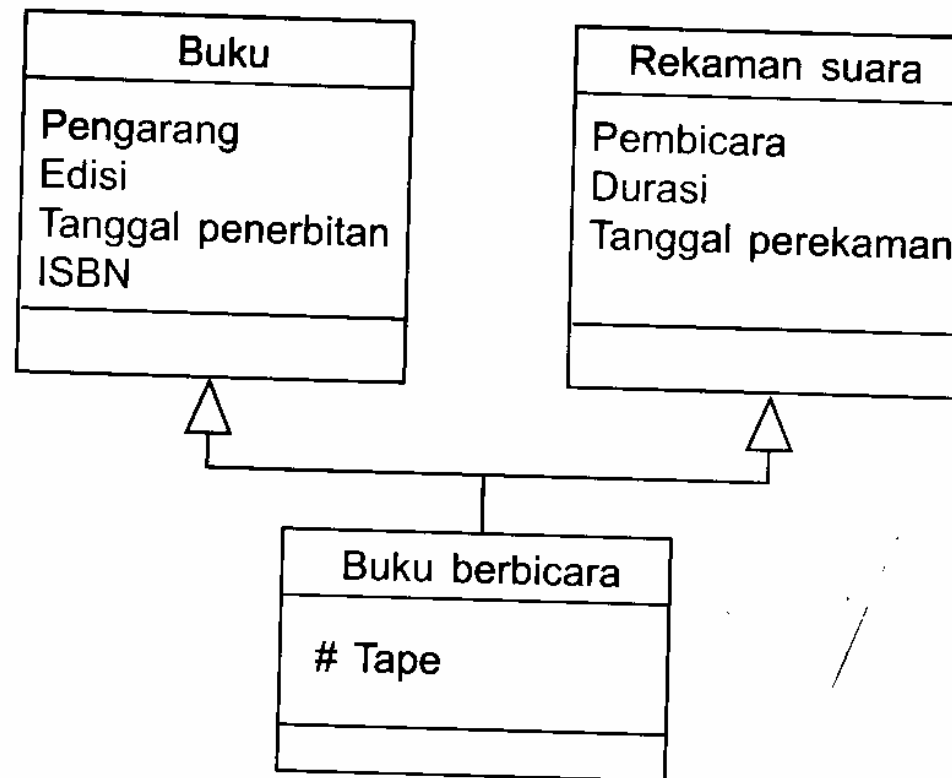 Buku
Pengarang
Edisi
Tanggal penerbitan
ISBN
Rekaman suara
Pembicara
Durasi
Tanggal perekaman
Buku berbicara
# Tape